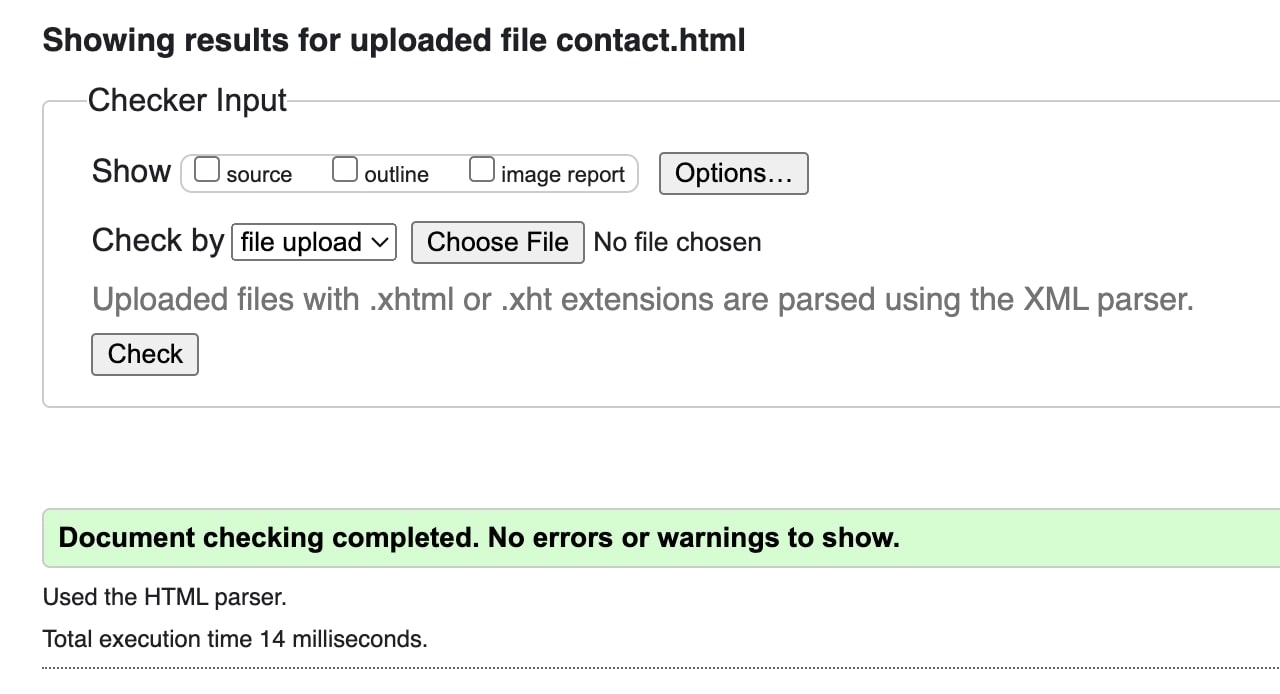 Showing results for uploaded file contact.html
Checker Input
Show source outline image report Options…
Check by file upload Choose File No file chosen
Uploaded files with .xhtml or .xht extensions are parsed using the XML parser.
Check
Document checking completed. No errors or warnings to show.
Used the HTML parser.
Total execution time 14 milliseconds.